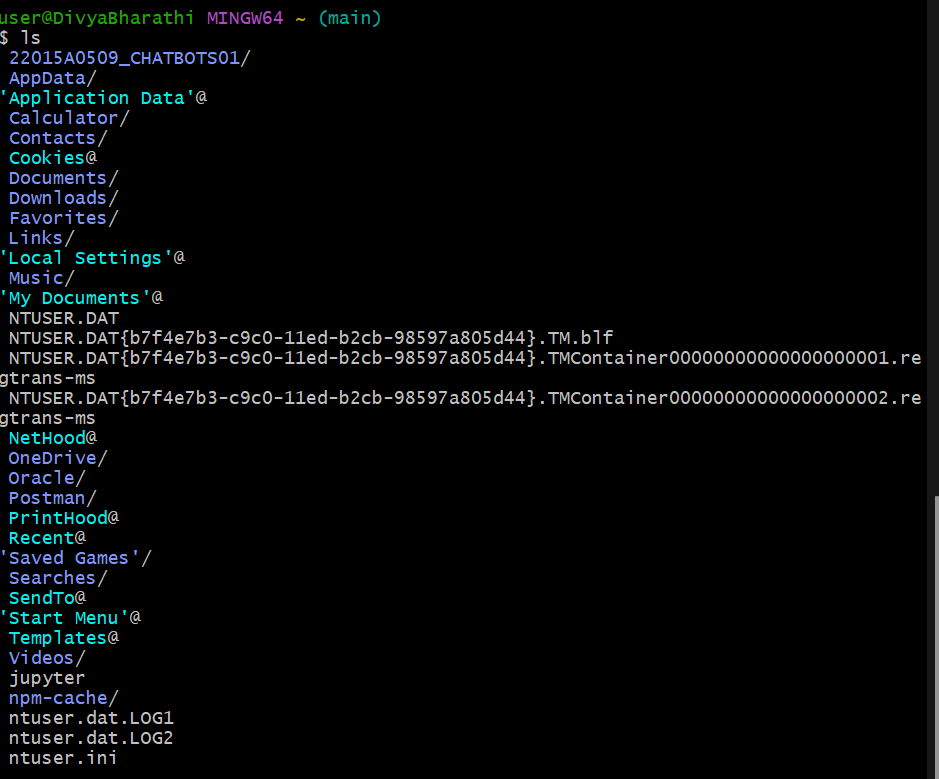 user@DivyaBharathi MINGW64 ~ (main)
$ ls
22015A0509_CHATBOTS01/
AppData/
'Application Data'@
Calculator/
Contacts/
Cookies@
Documents/
Downloads/
Favorites/
Links/
'Local Settings'@
Music/
'My Documents'@
NTUSER.DAT
NTUSER.DAT{b7f4e7b3-c9c0-11ed-b2cb-98597a805d44}.TM.blf
NTUSER.DAT{b7f4e7b3-c9c0-11ed-b2cb-98597a805d44}.TMContainer00000000000000000001.re
gtrans-ms
NTUSER.DAT{b7f4e7b3-c9c0-11ed-b2cb-98597a805d44}.TMContainer00000000000000000002.re
gtrans-ms
NetHood@
OneDrive/
Oracle/
Postman/
PrintHood@
Recent@
'Saved Games'/
Searches/
SendTo@
'Start Menu'@
Templates@
Videos/
jupyter
npm-cache/
ntuser.dat.LOG1
ntuser.dat.LOG2
ntuser.ini